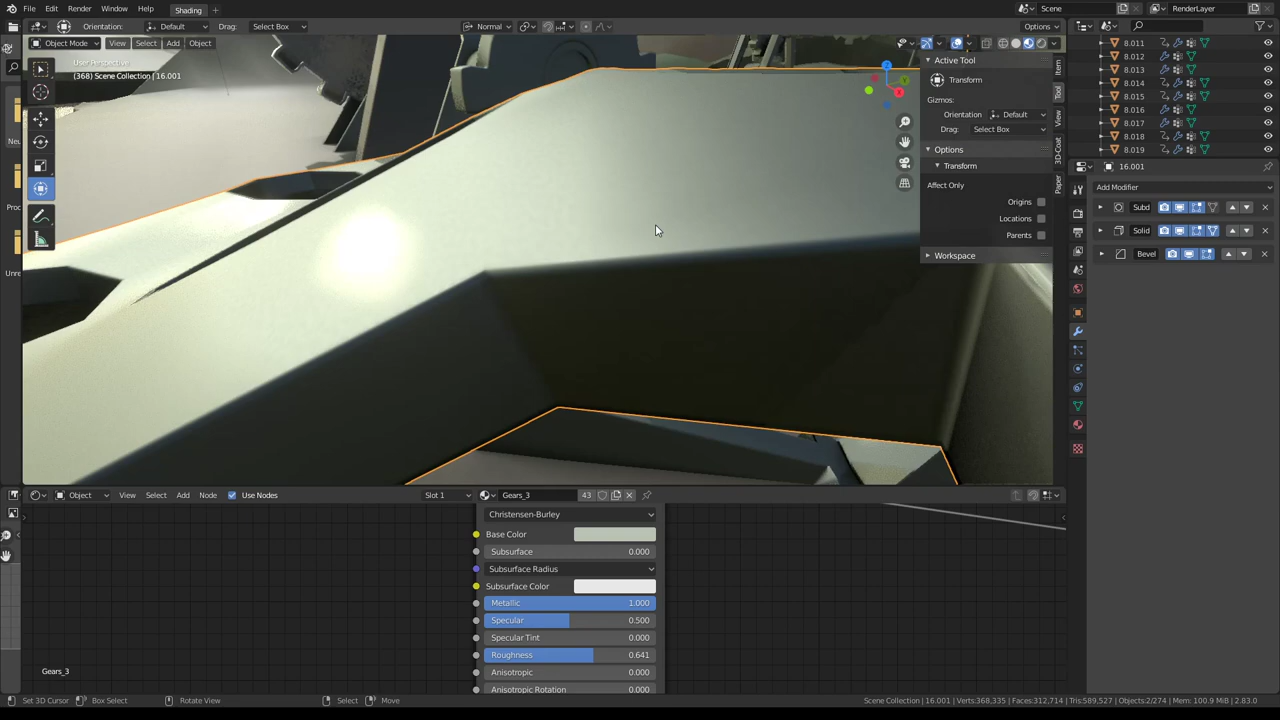 File Edit Render Window Help Shading + Scene RenderLayer
Orientation: Default Drag: Select Box Normal Options
Object Mode View Select Add Object
User Perspective
(368) Scene Collection | 16.001
Active Tool
Transform
Gizmos:
Orientation Default
Drag: Select Box
Options
Transform
Affect Only
Origins
Locations
Parents
Workspace
Item
Tool
View
3D-Coat
Paper
8.011
8.012
8.013
8.014
8.015
8.016
8.017
8.018
8.019
16.001
Add Modifier
Subd
Solid
Bevel
Object View Select Add Node Use Nodes Slot 1 Gears_3 43
Christensen-Burley
Base Color
Subsurface 0.000
Subsurface Radius
Subsurface Color
Metallic 1.000
Specular 0.500
Specular Tint 0.000
Roughness 0.641
Anisotropic 0.000
Anisotropic Rotation 0.000
Gears_3
Set 3D Cursor Box Select Rotate View Select Move Scene Collection | 16.001 | Verts:368,335 | Faces:312,714 | Tris:589,527 | Objects:2/274 | Mem: 100.9 MiB | 2.83.0